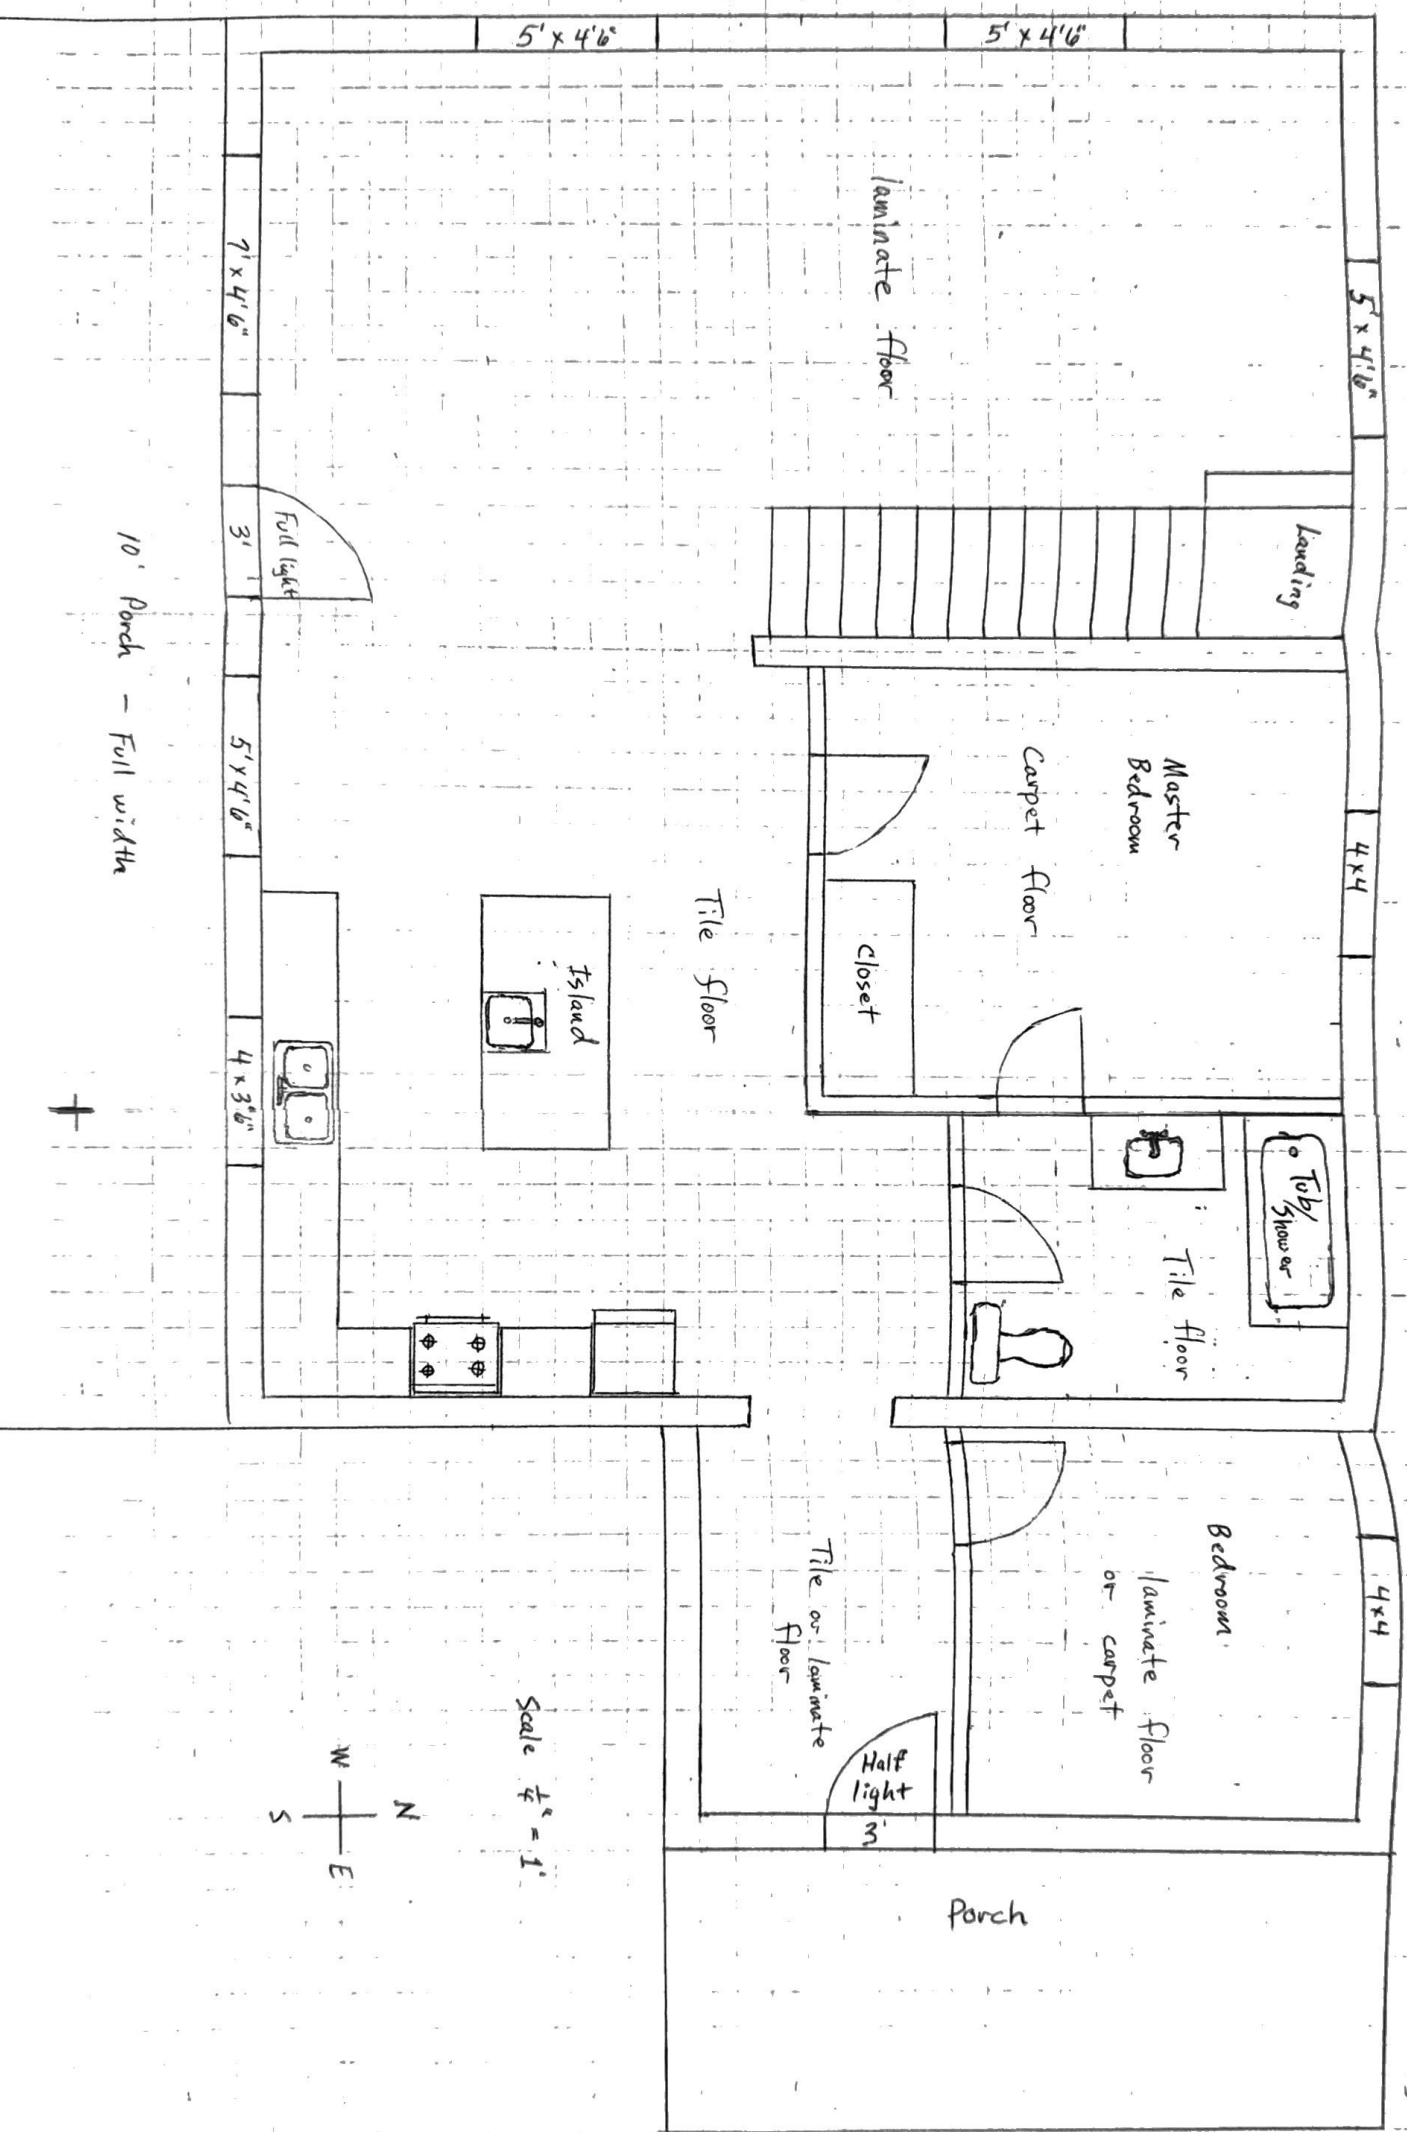 5' x 4'6"
5' x 4'6"
5' x 4'6"
laminate floor
7' x 4'6"
Landing
3'
Full light
10' Porch - Full width
5' x 4'6"
Master
Bedroom
Carpet floor
4x4
Closet
Tile floor
Island
4 x 3'6"
Tub/
Shower
Tile floor
Bedroom
laminate floor
or carpet
4x4
Tile or laminate
floor
Half
light
3'
Scale 1/4" = 1'
N
W
E
S
Porch